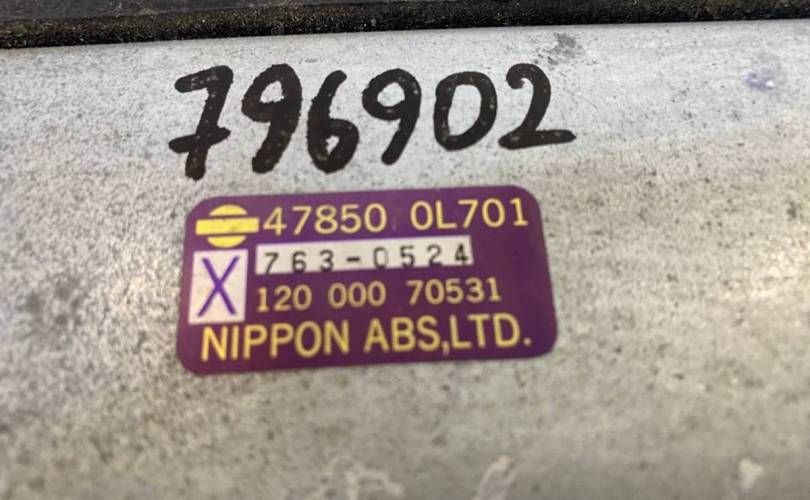 796902
47850 0L701
763-0524
X
120 000 70531
NIPPON ABS,LTD.